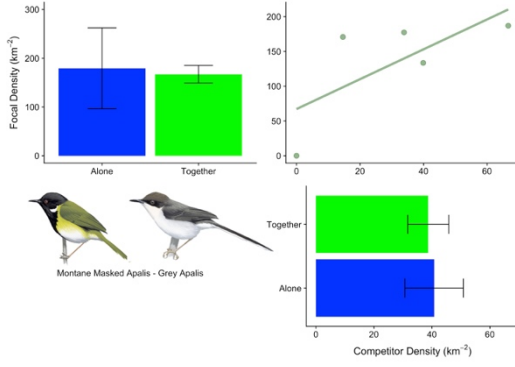 300
200
100
0
Focal Density (km⁻²)
Alone
Together
200
150
100
50
0
0
20
40
60
Montane Masked Apalis - Grey Apalis
Together
Alone
0
20
40
60
Competitor Density (km⁻²)